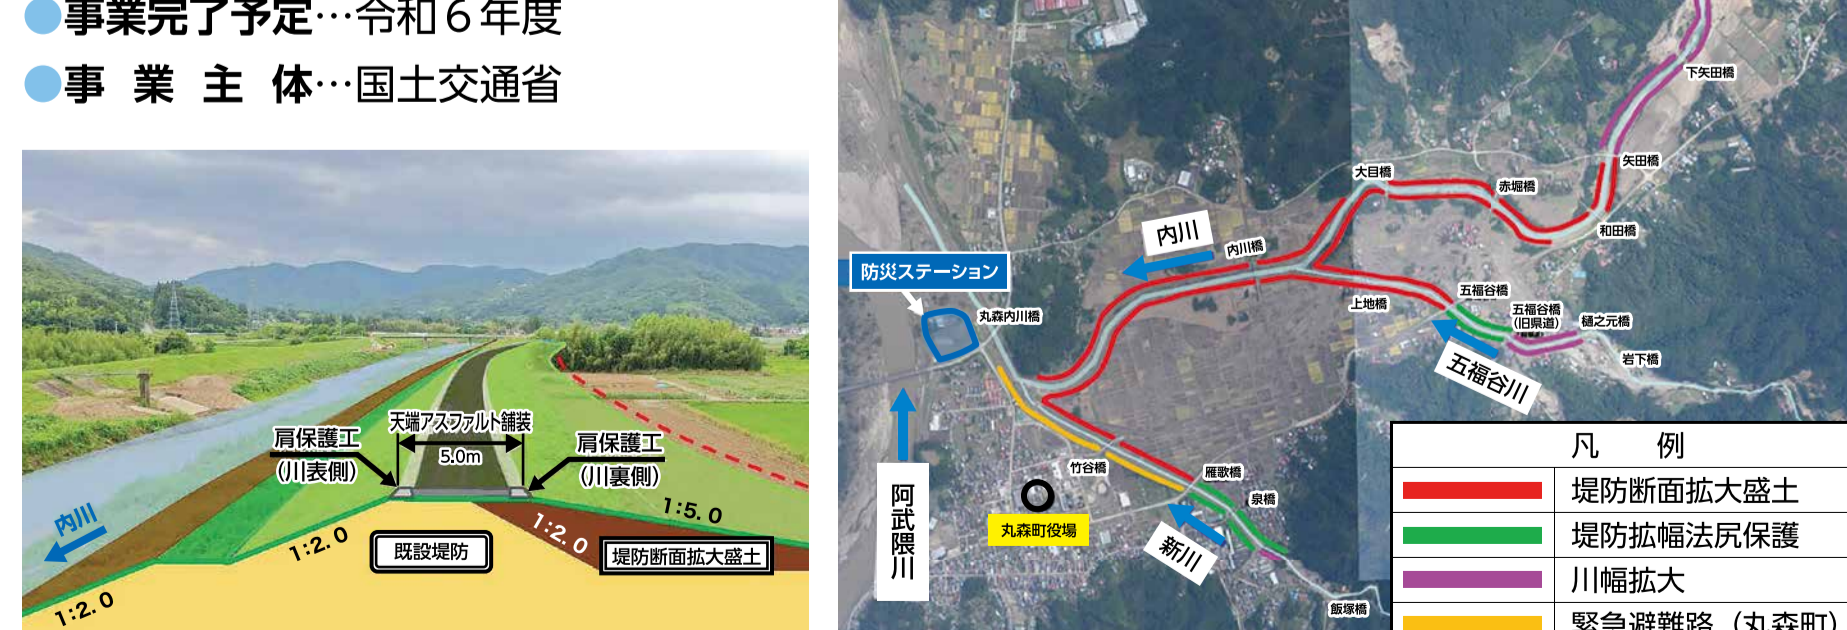 ●事業完了予定…令和６年度
●事業主体…国土交通省
天端アスファルト舗装
5.0m
肩保護工
(川表側)
肩保護工
(川裏側)
内川
1:2.0
1:2.0
既設堤防
1:2.0
1:5.0
堤防断面拡大盛土
下矢田橋
矢田橋
大目橋
赤堀橋
和田橋
内川
内川橋
防災ステーション
丸森内川橋
上地橋
五福谷橋
五福谷橋
(旧県道)
樋之元橋
岩下橋
五福谷川
竹谷橋
雁歌橋
泉橋
阿武隈川
丸森町役場
新川
飯塚橋
凡例
堤防断面拡大盛土
堤防拡幅法尻保護
川幅拡大
緊急避難路（丸森町）